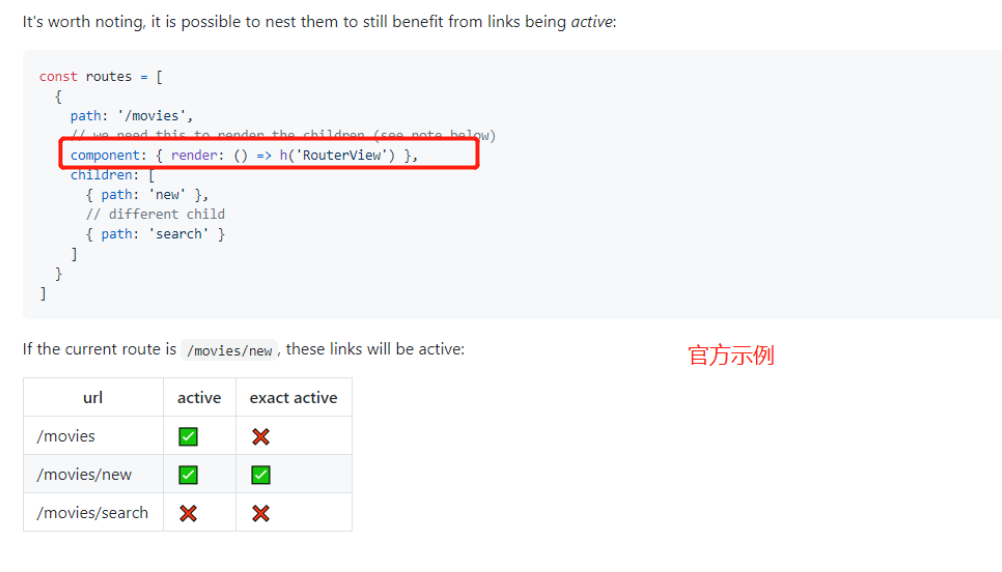 It's worth noting, it is possible to nest them to still benefit from links being active:
const routes = [
{
path: '/movies',
// we need this to render the children (see note below)
component: { render: () => h('RouterView') },
children: [
{ path: 'new' },
// different child
{ path: 'search' }
]
}
]
If the current route is /movies/new, these links will be active:
官方示例
url active exact active
/movies ✅ ❌
/movies/new ✅ ✅
/movies/search ❌ ❌